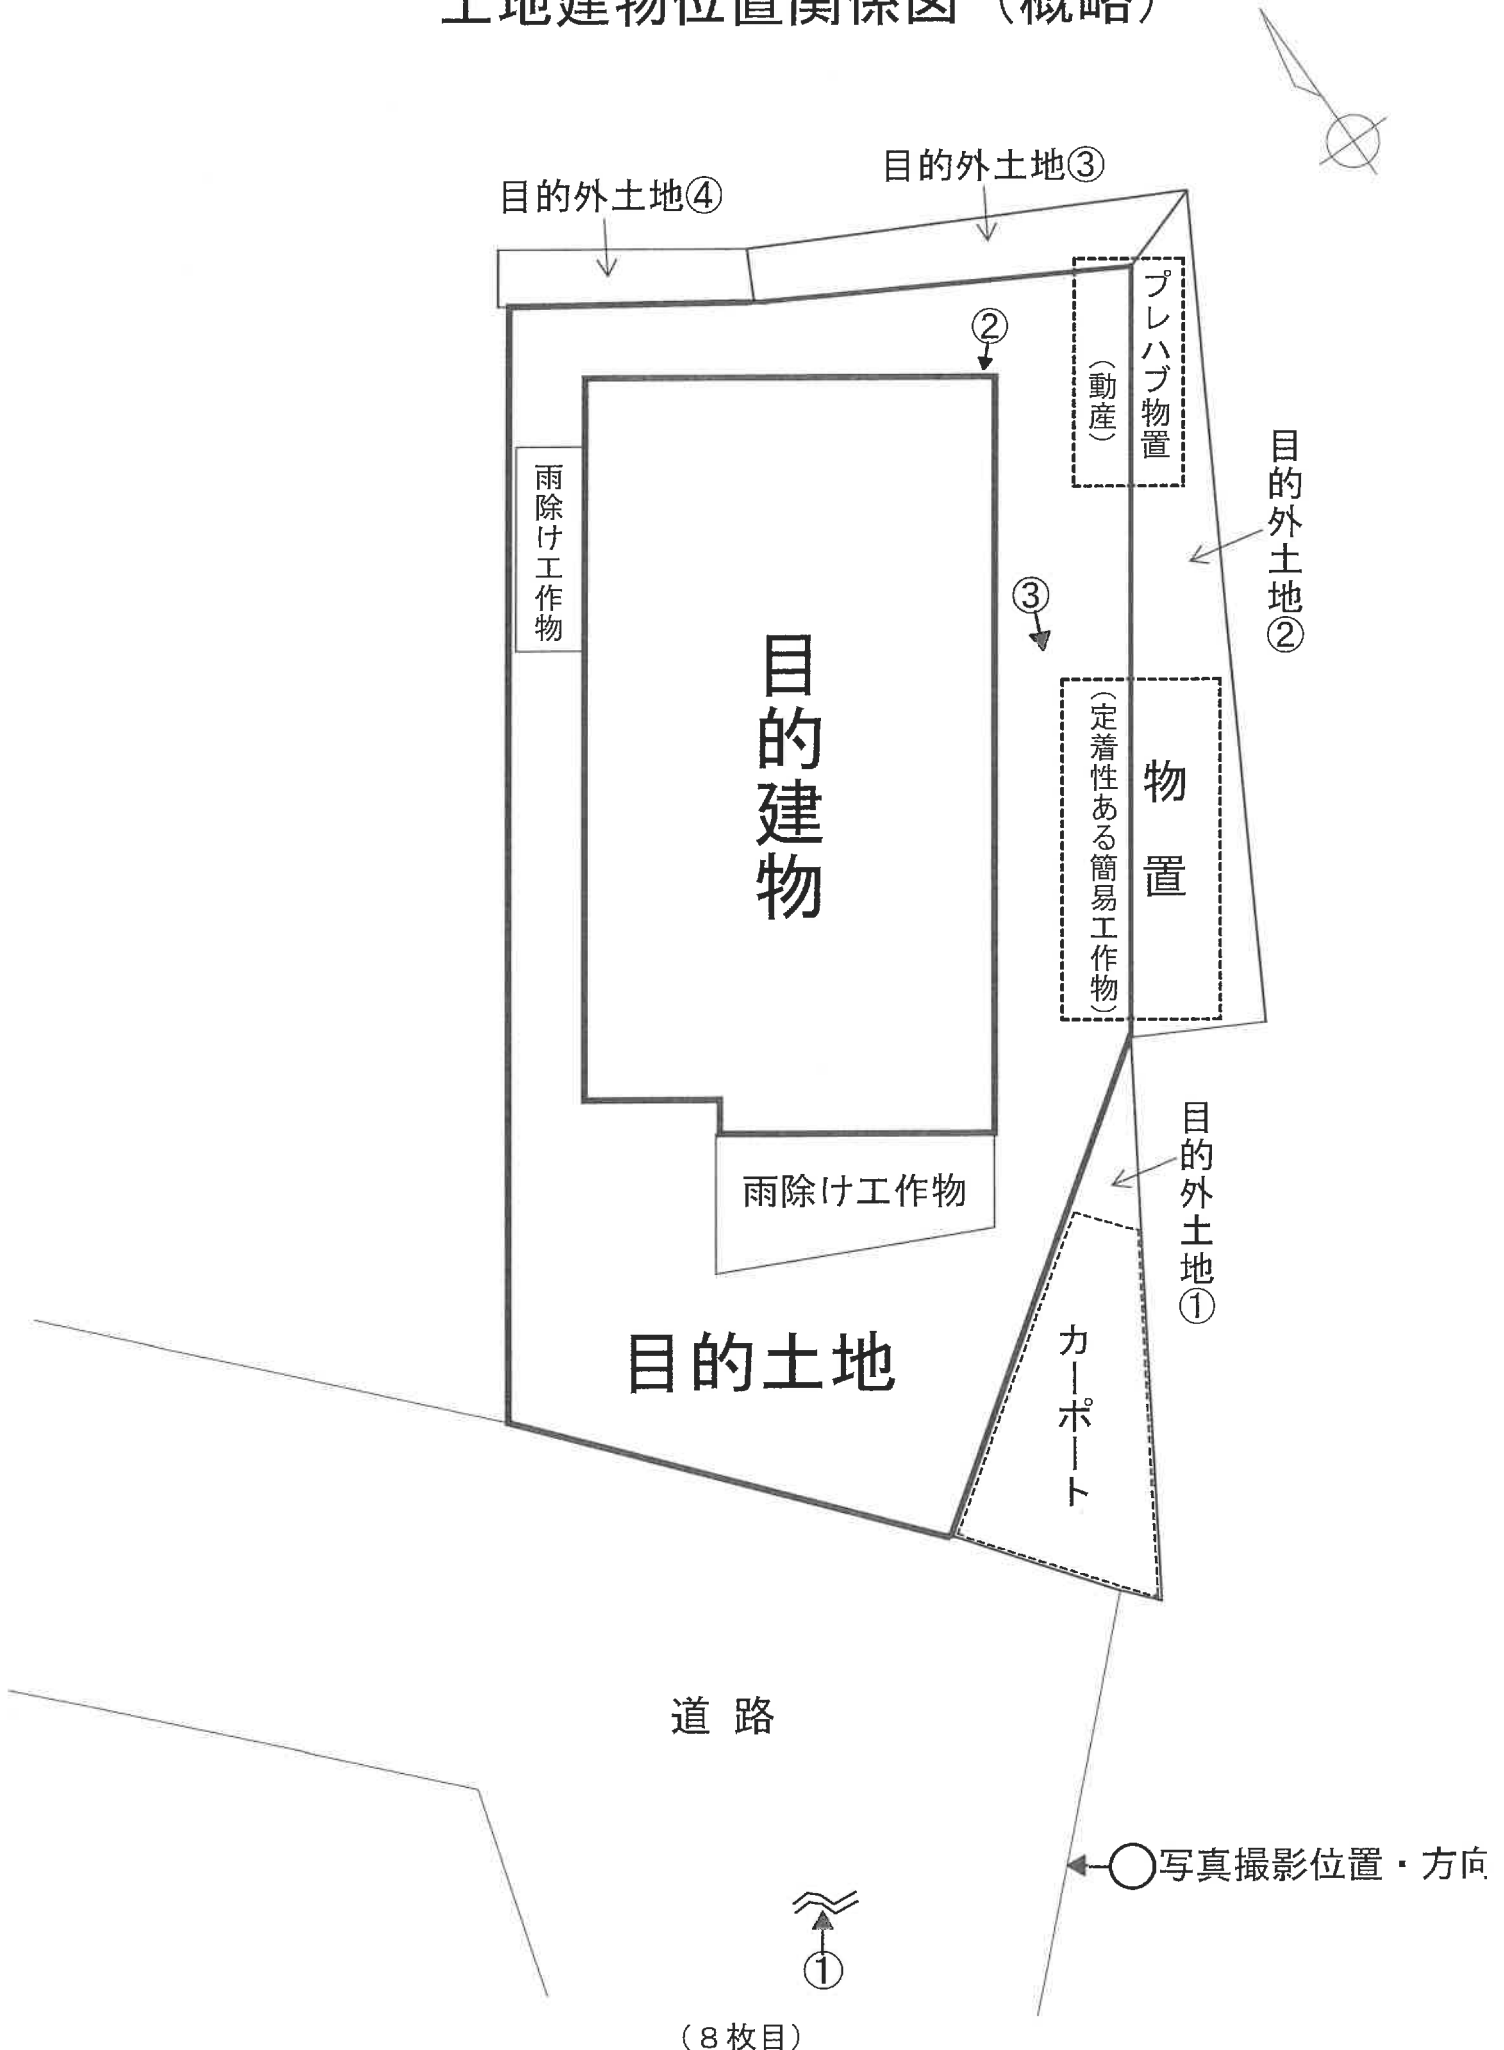 土地建物位置関係図（概略）
目的外土地③
目的外土地④
②
プレハブ物置
（動産）
目的外土地②
雨除け工作物
③
目的建物
物置
（定着性ある簡易工作物）
目的外土地①
雨除け工作物
目的土地
カーポート
道路
○写真撮影位置・方向
①
（８枚目）